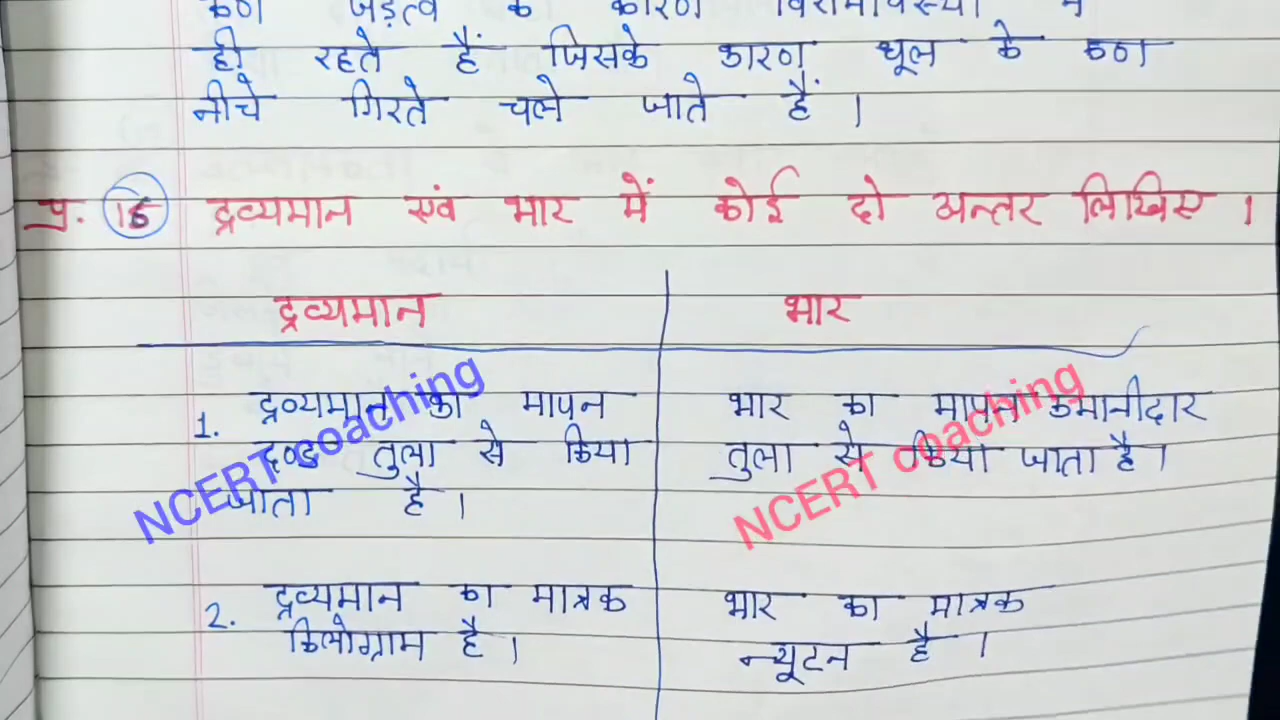 कण जड़त्व के कारण विरामावस्था में
ही रहते हैं जिसके कारण धूल के कण
नीचे गिरते चले जाते हैं।
प्र. 15 द्रव्यमान एवं भार में कोई दो अन्तर लिखिए।
द्रव्यमान भार
1. द्रव्यमान का मापन
दण्ड तुला से किया
जाता है।
भार का मापन कमानीदार
तुला से किया जाता है।
2. द्रव्यमान का मात्रक
किलोग्राम है।
भार का मात्रक
न्यूटन है।
NCERT coaching
NCERT coaching